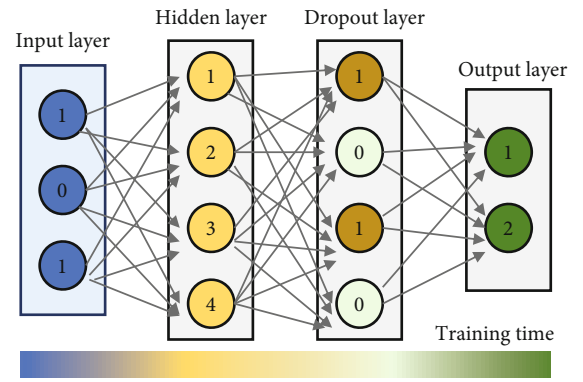 Input layer
Hidden layer
Dropout layer
Output layer
1
0
1
1
2
3
4
1
0
1
0
1
2
Training time